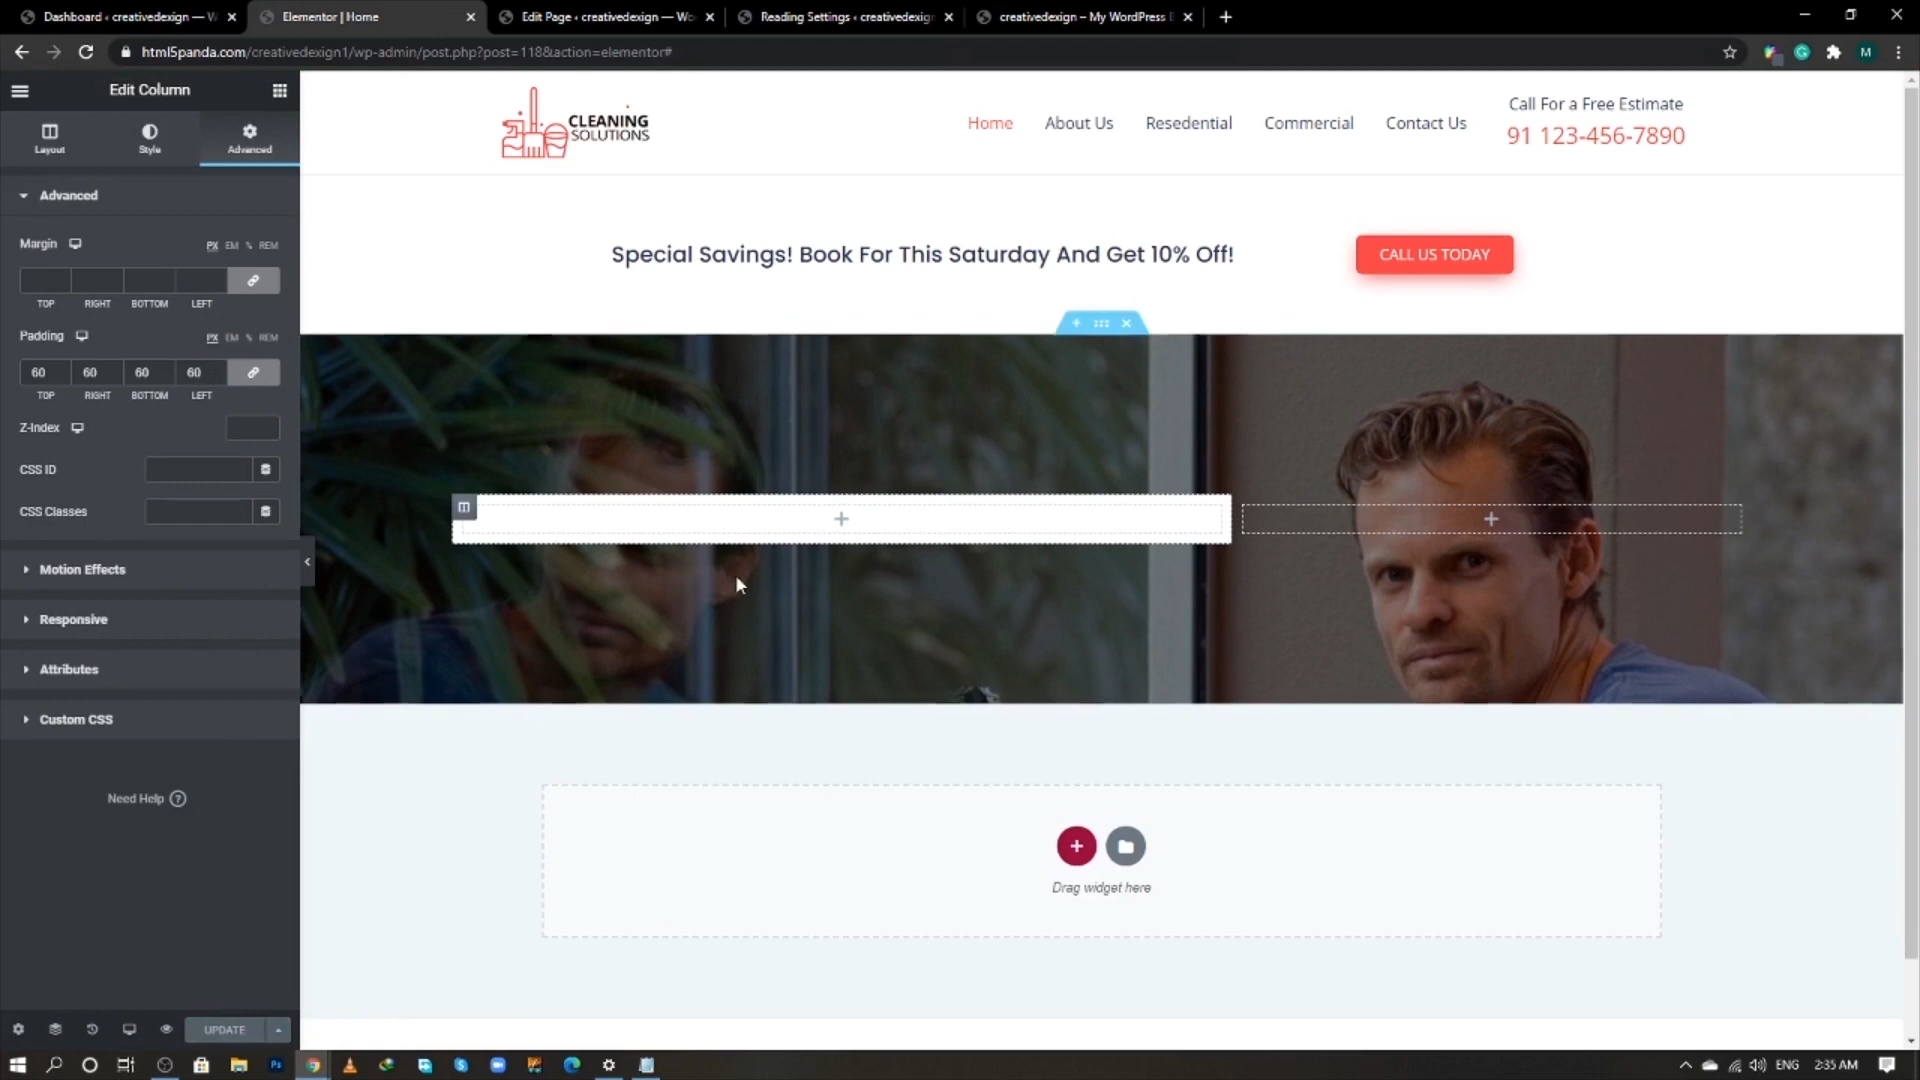 Dashboard ‹ creativedexign — W
Elementor | Home
Edit Page ‹ creativedexign — Wo
Reading Settings ‹ creativedexign
creativedexign – My WordPress
html5panda.com/creativedexign1/wp-admin/post.php?post=118&action=elementor#
M
Edit Column
Layout
Style
Advanced
Advanced
Margin
PX EM % REM
TOP RIGHT BOTTOM LEFT
Padding
PX EM % REM
60 60 60 60
TOP RIGHT BOTTOM LEFT
Z-Index
CSS ID
CSS Classes
Motion Effects
Responsive
Attributes
Custom CSS
Need Help ?
UPDATE
CLEANING
SOLUTIONS
Home
About Us
Resedential
Commercial
Contact Us
Call For a Free Estimate
91 123-456-7890
Special Savings! Book For This Saturday And Get 10% Off!
CALL US TODAY
Drag widget here
Ps
ENG
2:35 AM